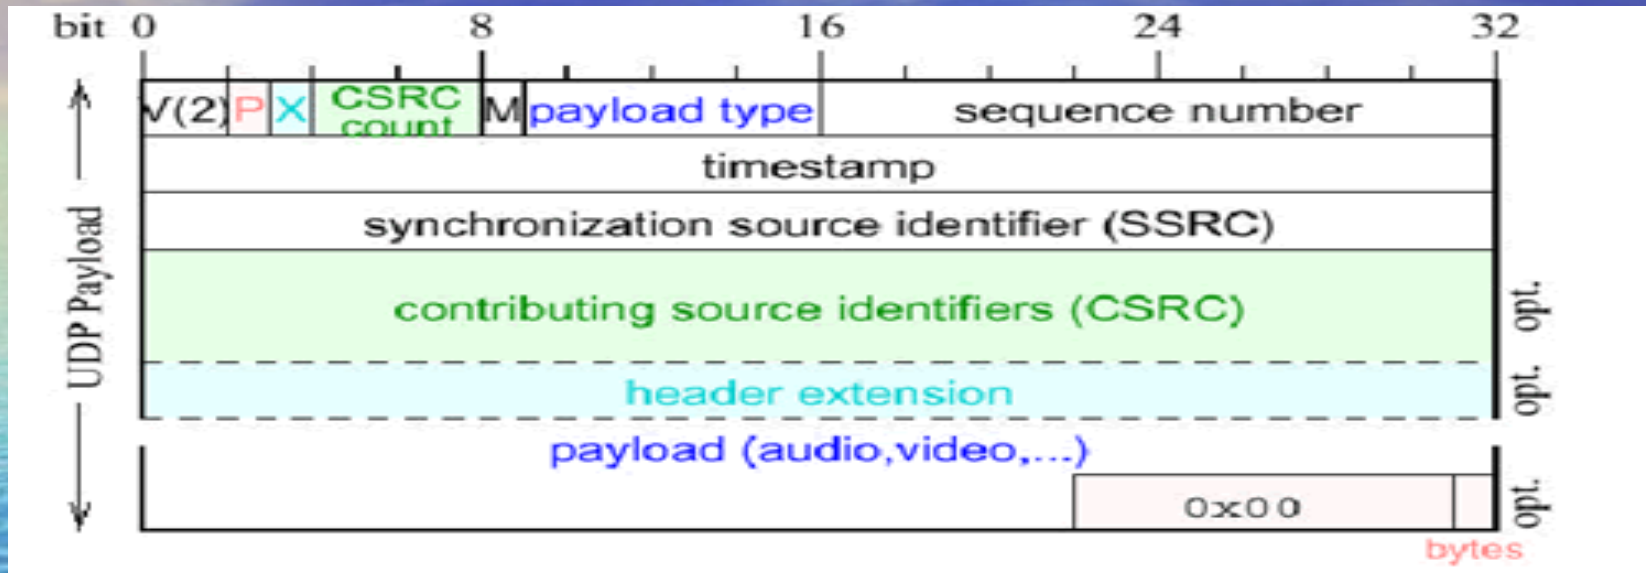 bit 0 8 16 24 32
V(2) P X CSRC count M payload type sequence number
timestamp
synchronization source identifier (SSRC)
contributing source identifiers (CSRC) opt.
header extension opt.
payload (audio,video,...)
0x00 opt.
bytes
UDP Payload